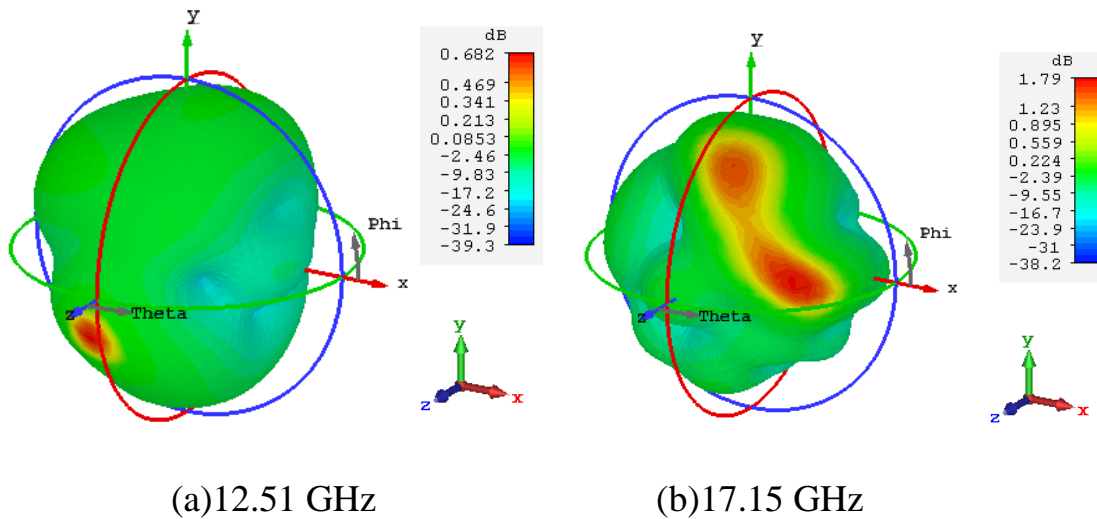 y
dB
0.682
0.469
0.341
0.213
0.0853
-2.46
-9.83
-17.2
-24.6
-31.9
-39.3
Phi
x
z
Theta
y
z
x
y
dB
1.79
1.23
0.895
0.559
0.224
-2.39
-9.55
-16.7
-23.9
-31
-38.2
Phi
x
z
Theta
y
z
x
(a)12.51 GHz
(b)17.15 GHz